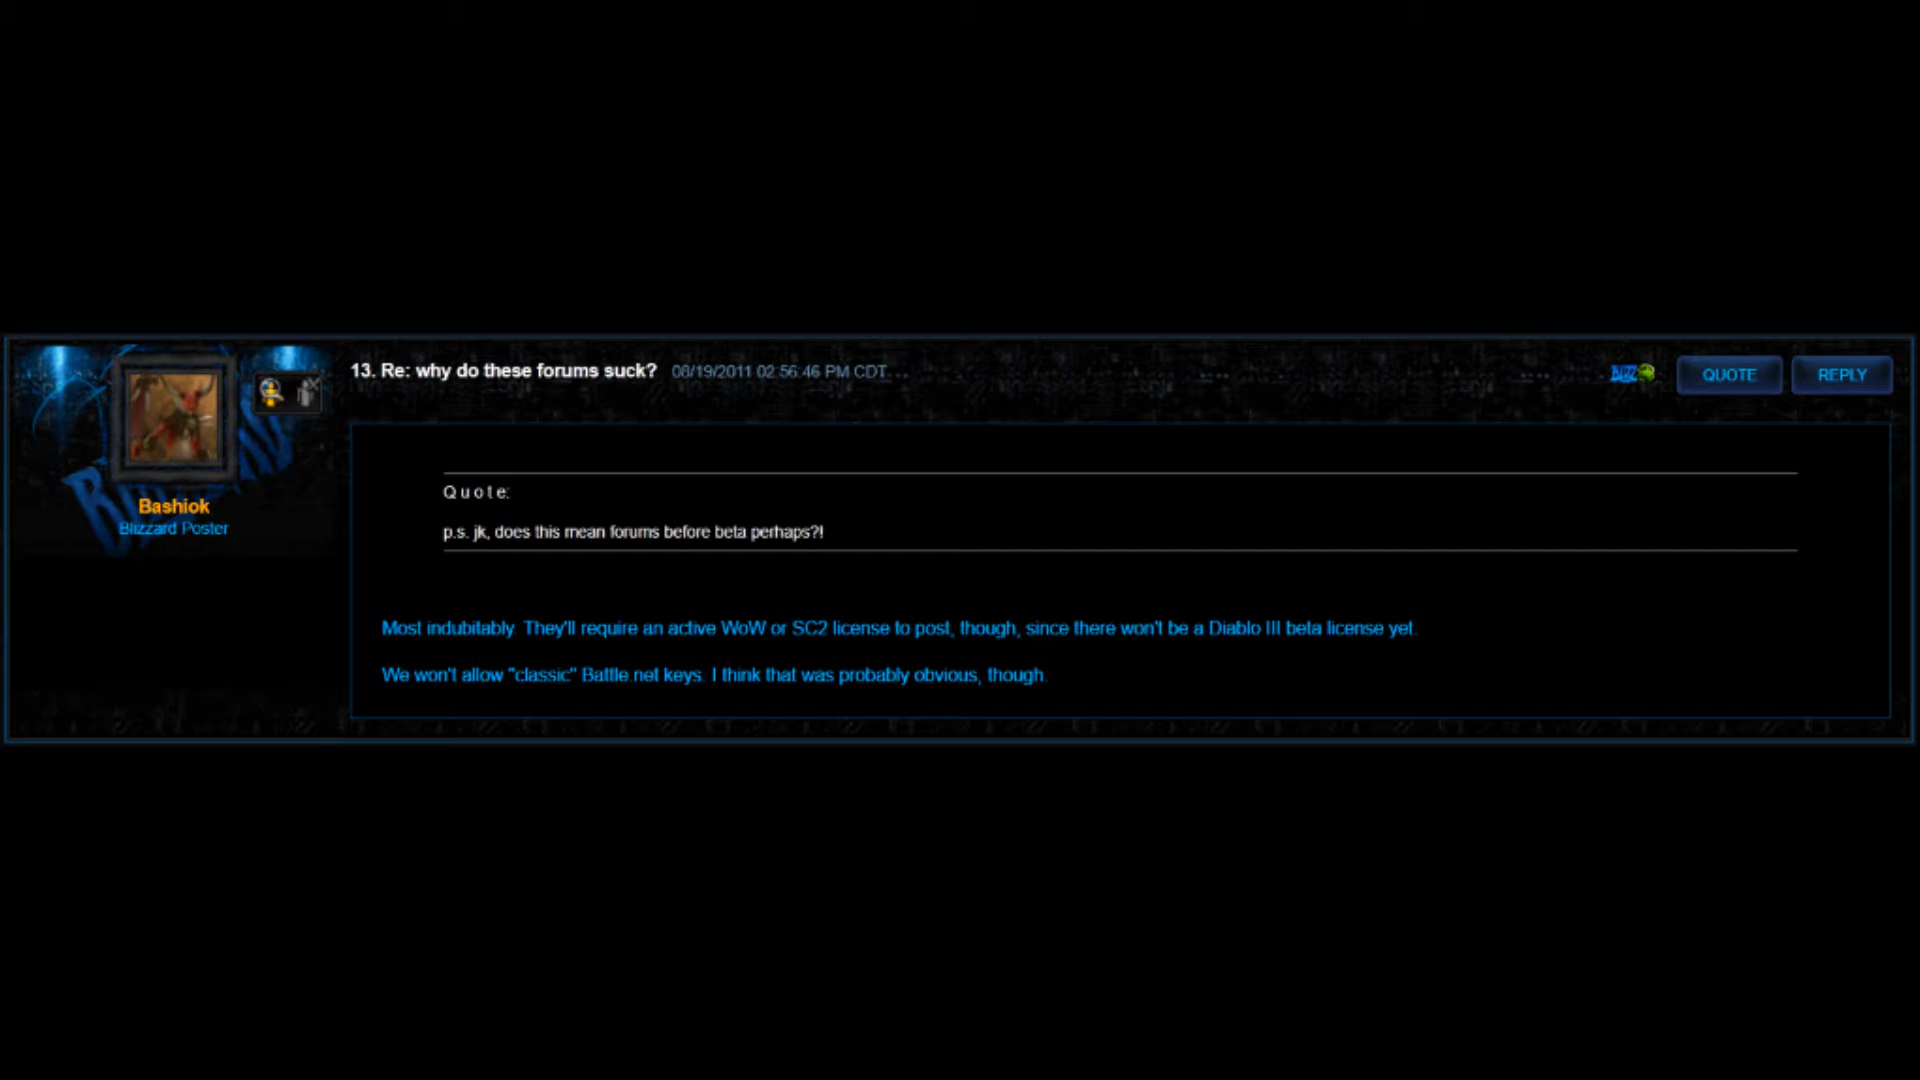 13. Re: why do these forums suck? 08/19/2011 02:56:46 PM CDT
BLIZZ
QUOTE
REPLY
Bashiok
Blizzard Poster
Quote:
p.s. jk, does this mean forums before beta perhaps?!
Most indubitably. They'll require an active WoW or SC2 license to post, though, since there won't be a Diablo III beta license yet.
We won't allow "classic" Battle.net keys. I think that was probably obvious, though.